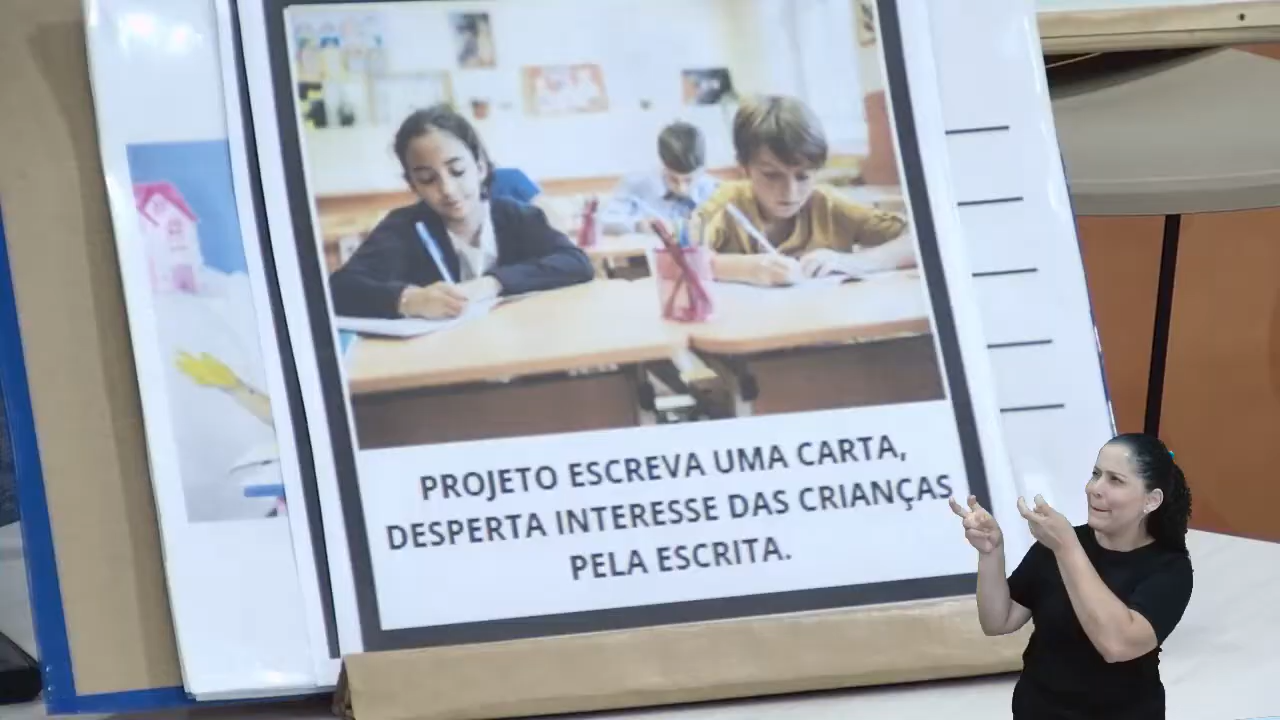 PROJETO ESCREVA UMA CARTA,
DESPERTA INTERESSE DAS CRIANÇAS
PELA ESCRITA.